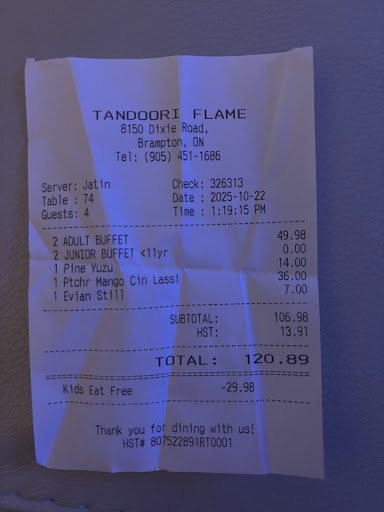 TANDOORI FLAME
8150 Dixie Road,
Brampton, ON
Tel: (905) 451-1686
Server: Jatin Check: 326313
Table : 74 Date : 2025-10-22
Guests: 4 Time : 1:19:15 PM
2 ADULT BUFFET 49.98
2 JUNIOR BUFFET <11yr 0.00
1 Pine Yuzu 14.00
1 Ptchr Mango Cin Lassi 36.00
1 Evian Still 7.00
SUBTOTAL: 106.98
HST: 13.91
TOTAL: 120.89
Kids Eat Free -29.98
Thank you for dining with us!
HST# 807522891RT0001